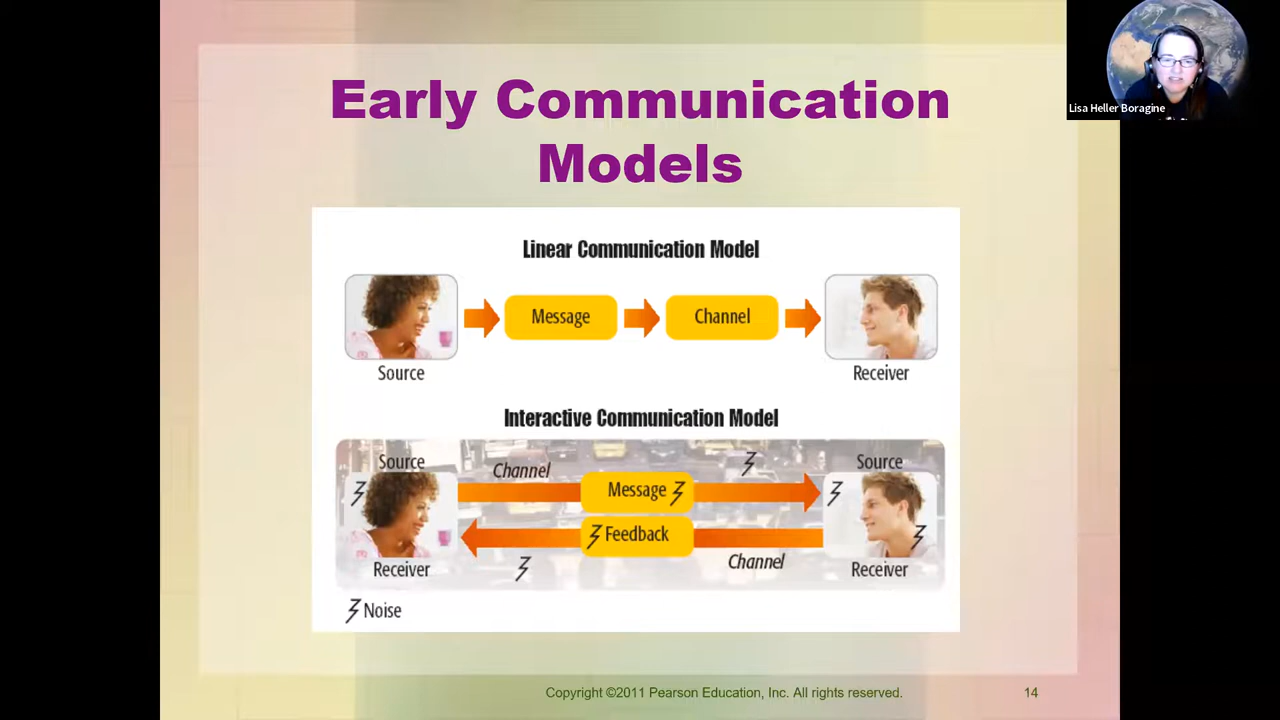 Early Communication
Models
Lisa Heller Boragine
Linear Communication Model
Message
Channel
Source
Receiver
Interactive Communication Model
Source
Channel
Source
Message
Feedback
Receiver
Channel
Receiver
Noise
Copyright ©2011 Pearson Education, Inc. All rights reserved.
14